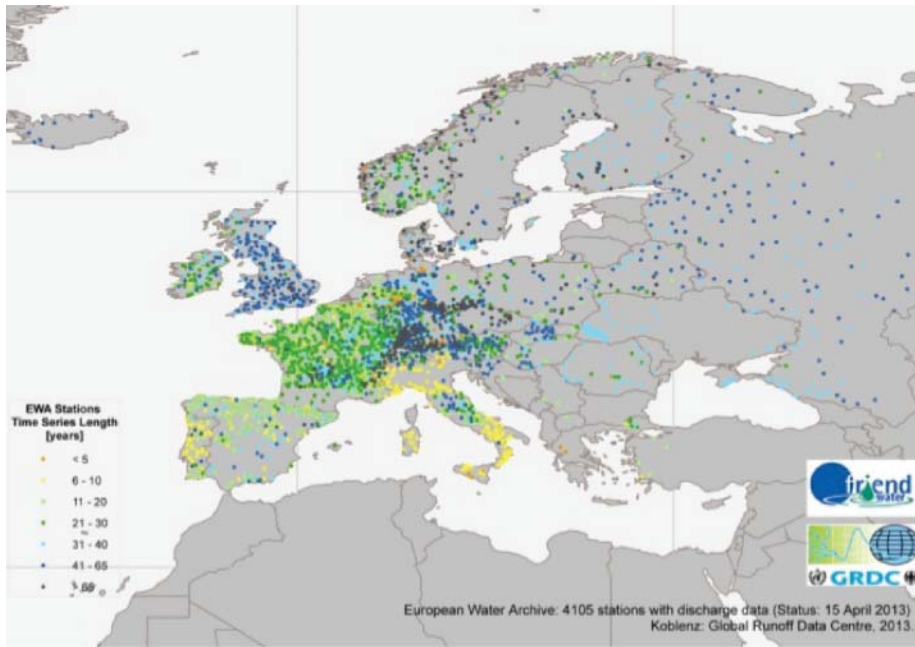 EWA Stations
Time Series Length
[years]
< 5
6 - 10
11 - 20
21 - 30
31 - 40
41 - 65
friend
water
GRDC
European Water Archive: 4105 stations with discharge data (Status: 15 April 2013)
Koblenz: Global Runoff Data Centre, 2013.